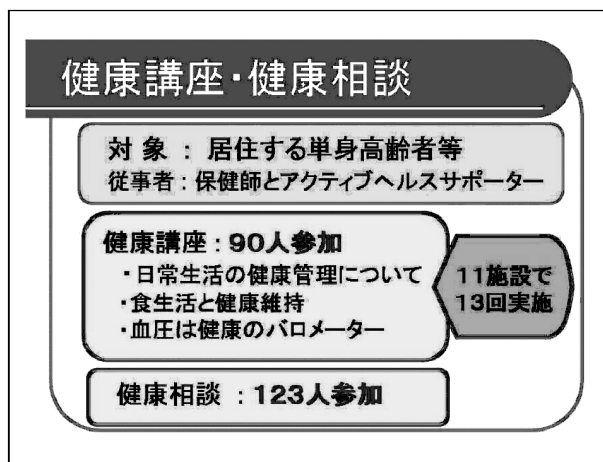 健康講座・健康相談
対 象 : 居住する単身高齢者等
従事者:保健師とアクティブヘルスサポーター
健康講座:90人参加
・日常生活の健康管理について
・食生活と健康維持
・血圧は健康のバロメーター
11施設で
13回実施
健康相談 :123人参加